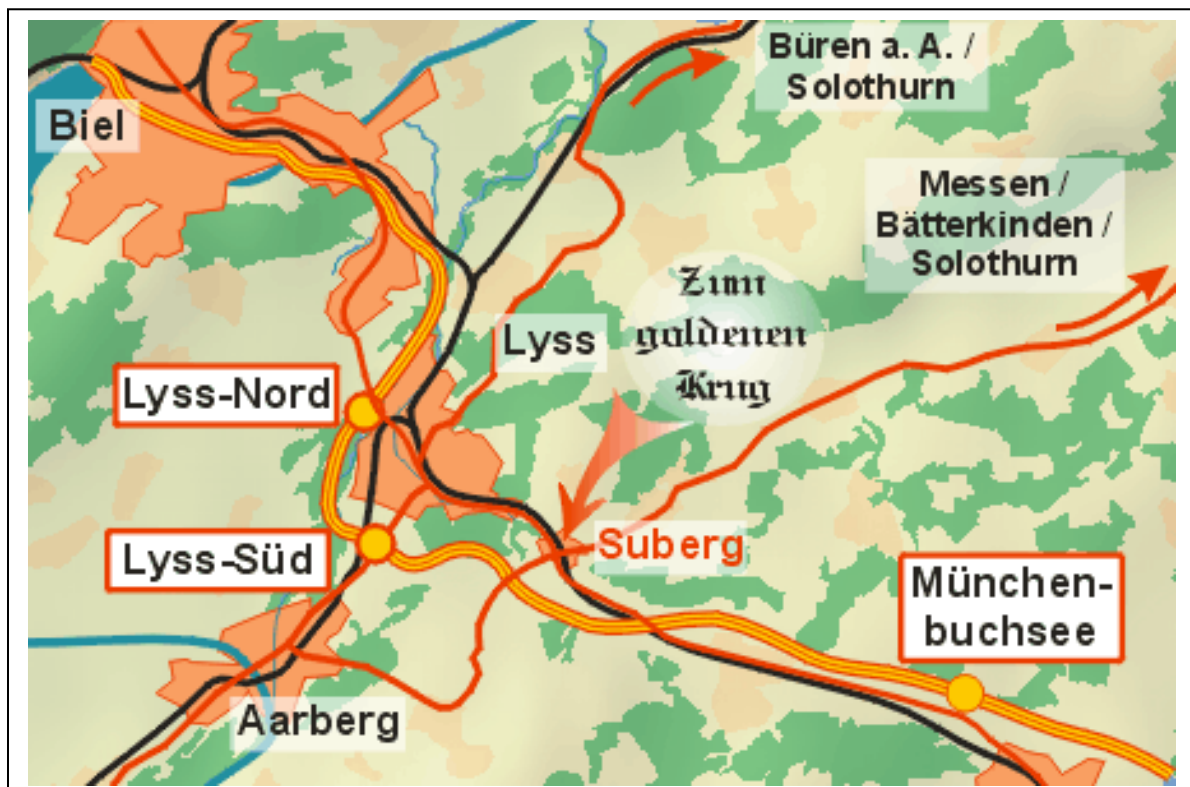 Büren a. A. /
Solothurn
Biel
Messen /
Bätterkinden /
Solothurn
Zum
goldenen
Krug
Lyss
Lyss-Nord
Suberg
Lyss-Süd
München-
buchsee
Aarberg